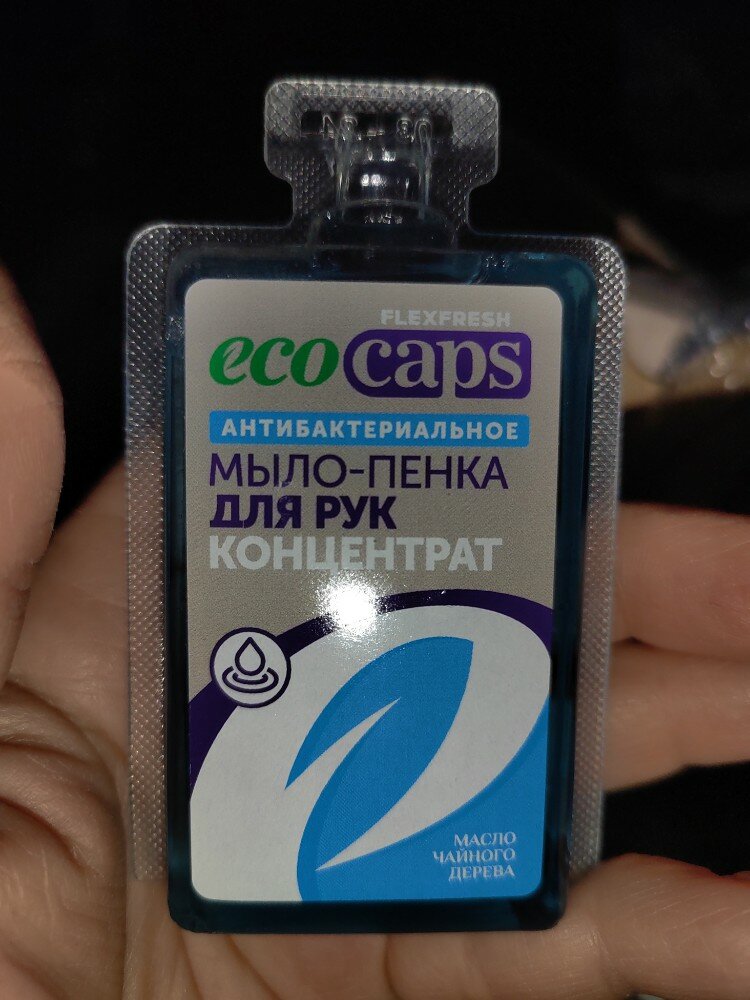 FLEXFRESH
ecocaps
АНТИБАКТЕРИАЛЬНОЕ
МЫЛО-ПЕНКА
ДЛЯ РУК
КОНЦЕНТРАТ
МАСЛО
ЧАЙНОГО
ДЕРЕВА